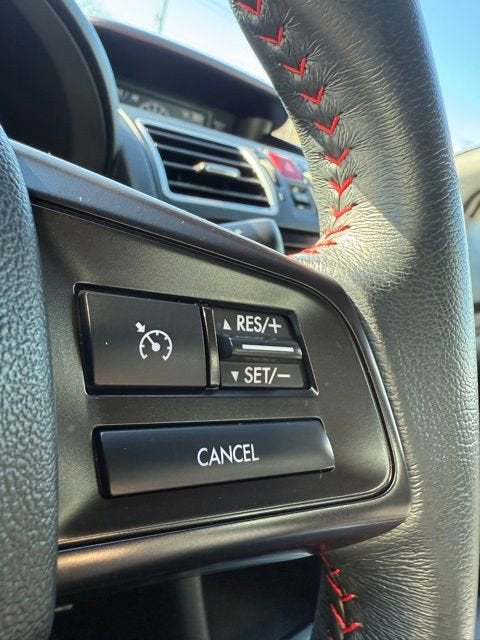 ▲ RES/+
▼ SET/−
CANCEL